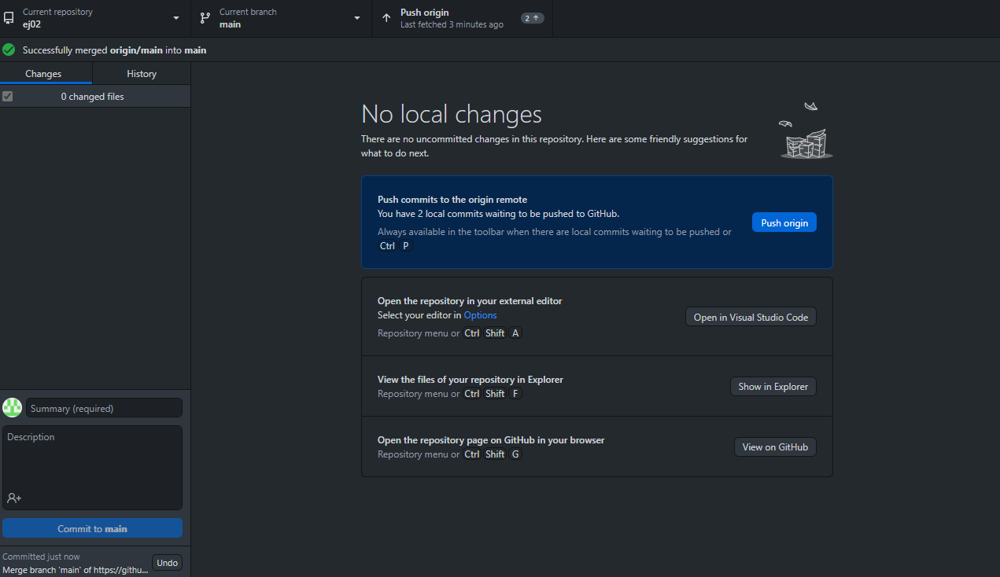 Current repository
ej02
Current branch
main
Push origin
Last fetched 3 minutes ago
2
Successfully merged origin/main into main
Changes
History
0 changed files
No local changes
There are no uncommitted changes in this repository. Here are some friendly suggestions for
what to do next.
Push commits to the origin remote
You have 2 local commits waiting to be pushed to GitHub.
Always available in the toolbar when there are local commits waiting to be pushed or
Ctrl P
Push origin
Open the repository in your external editor
Select your editor in Options
Repository menu or Ctrl Shift A
Open in Visual Studio Code
View the files of your repository in Explorer
Repository menu or Ctrl Shift F
Show in Explorer
Open the repository page on GitHub in your browser
Repository menu or Ctrl Shift G
View on GitHub
Summary (required)
Description
Commit to main
Committed just now
Merge branch 'main' of https://githu...
Undo